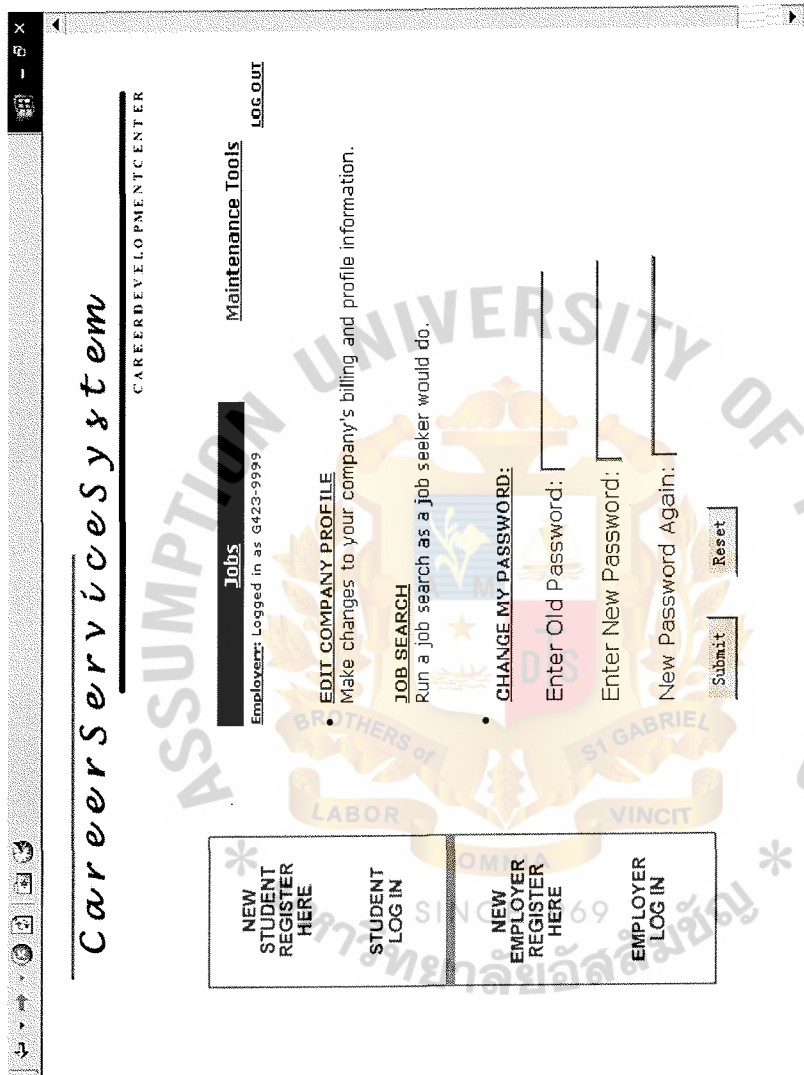 CareerServiceSystem
CAREERDEVELOPMENTCENTER
Jobs
Maintenance Tools
Employerr: Logged in as G423-9999
LOG OUT
• EDIT COMPANY PROFILE
Make changes to your company's billing and profile information.
JOB SEARCH
Run a job search as a job seeker would do.
• CHANGE MY PASSWORD:
Enter Old Password:
Enter New Password:
New Password Again:
Submit
Reset
NEW
STUDENT
REGISTER
HERE
STUDENT
LOG IN
NEW
EMPLOYER
REGISTER
HERE
EMPLOYER
LOG IN
ASSUMPTION UNIVERSITY OF
BROTHERS of
ST GABRIEL
LABOR
OMNIA
VINCIT
DS